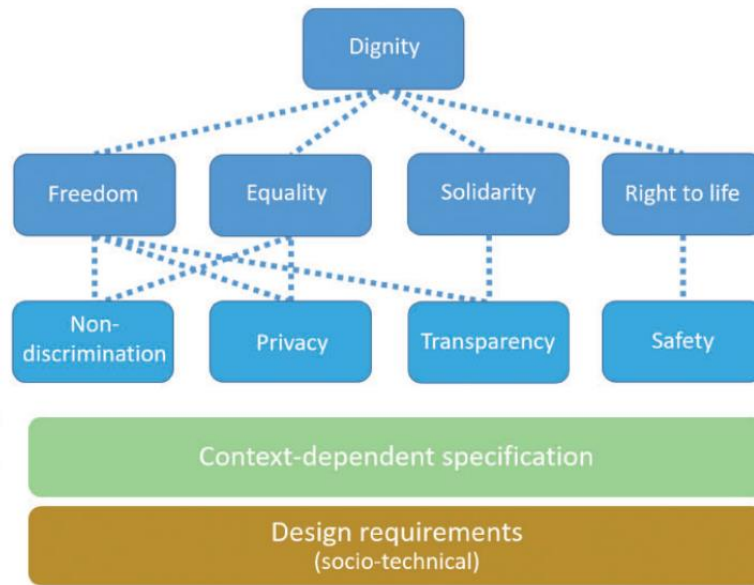 Dignity
Freedom
Equality
Solidarity
Right to life
Non-
discrimination
Privacy
Transparency
Safety
Context-dependent specification
Design requirements
(socio-technical)